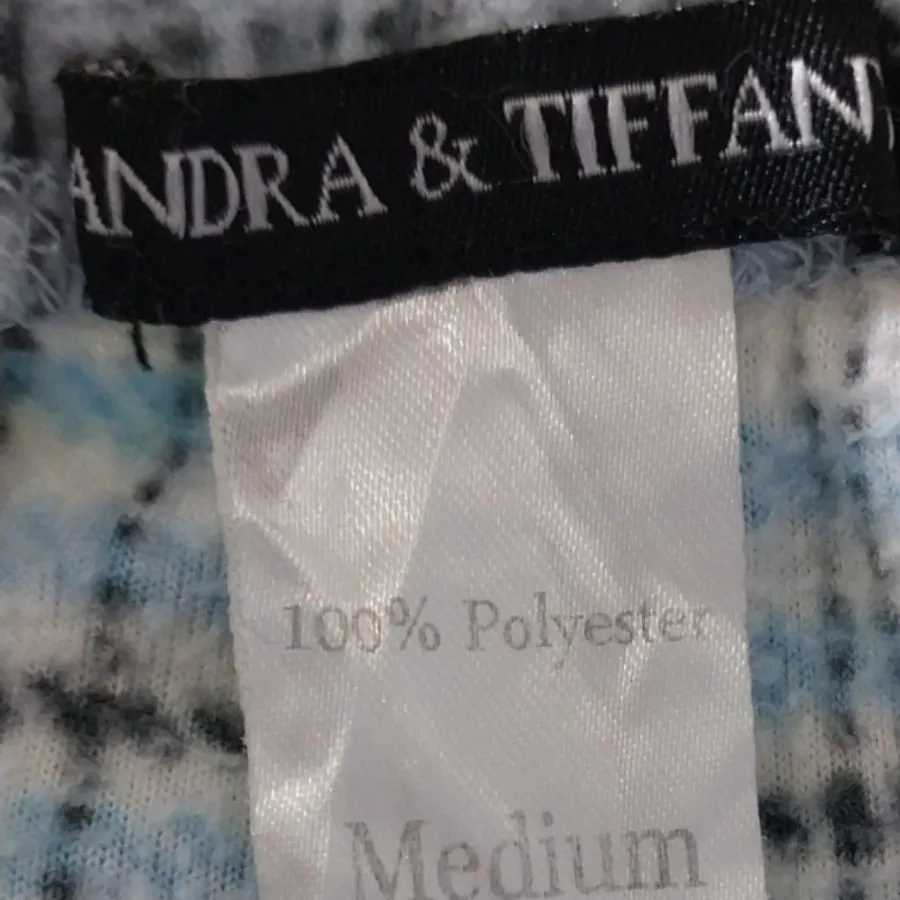 ANDRA & TIFFAN
100% Polyester
Medium